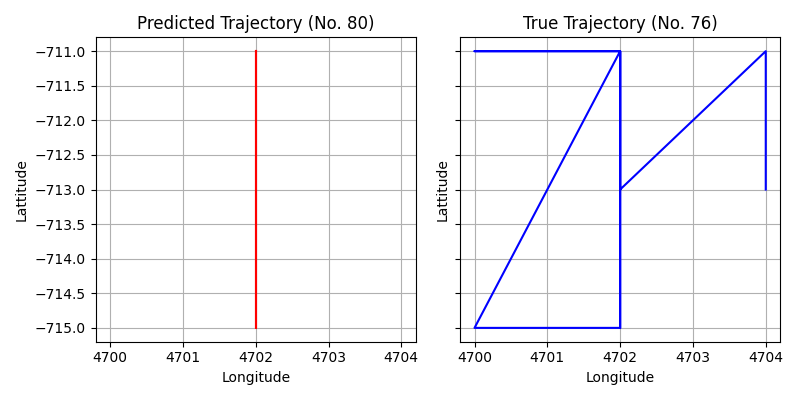 Predicted Trajectory (No. 80)
True Trajectory (No. 76)
Lattitude
−711.0
−711.5
−712.0
−712.5
−713.0
−713.5
−714.0
−714.5
−715.0
4700 4701 4702 4703 4704
Longitude
Lattitude
4700 4701 4702 4703 4704
Longitude